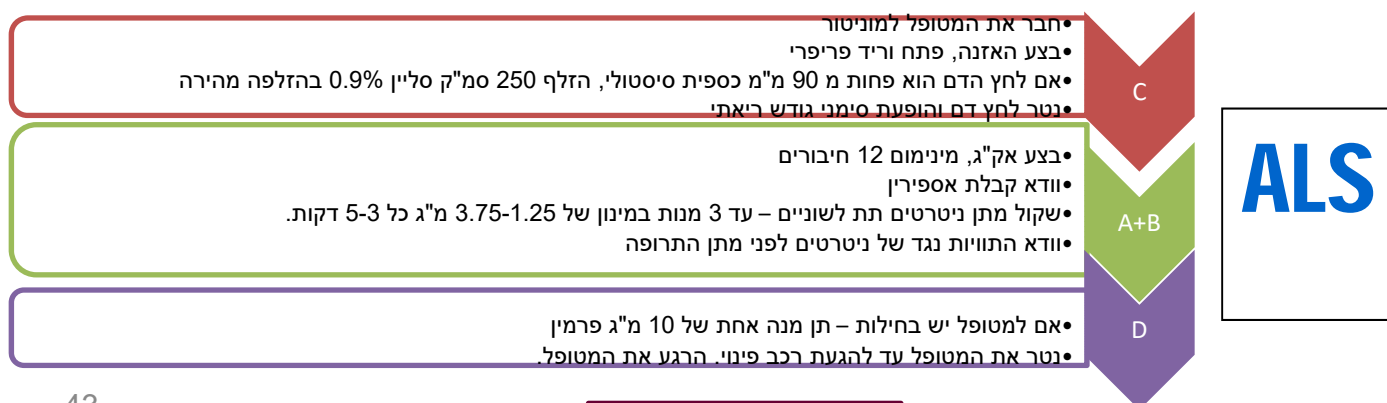 •חבר את המטופל למוניטור
•בצע האזנה, פתח וריד פריפרי
•אם לחץ הדם הוא פחות מ 90 מ"מ כספית סיסטולי, הזלף 250 סמ"ק סליין 0.9% בהזלפה מהירה
•נטר לחץ דם והופעת סימני גודש ריאתי
C
•בצע אק"ג, מינימום 12 חיבורים
•וודא קבלת אספירין
•שקול מתן ניטרטים תת לשוניים – עד 3 מנות במינון של 3.75-1.25 מ"ג כל 5-3 דקות.
•וודא התוויות נגד של ניטרטים לפני מתן התרופה
A+B
ALS
•אם למטופל יש בחילות – תן מנה אחת של 10 מ"ג פרמין
•נטר את המטופל עד להגעת רכב פינוי. הרגע את המטופל.
D